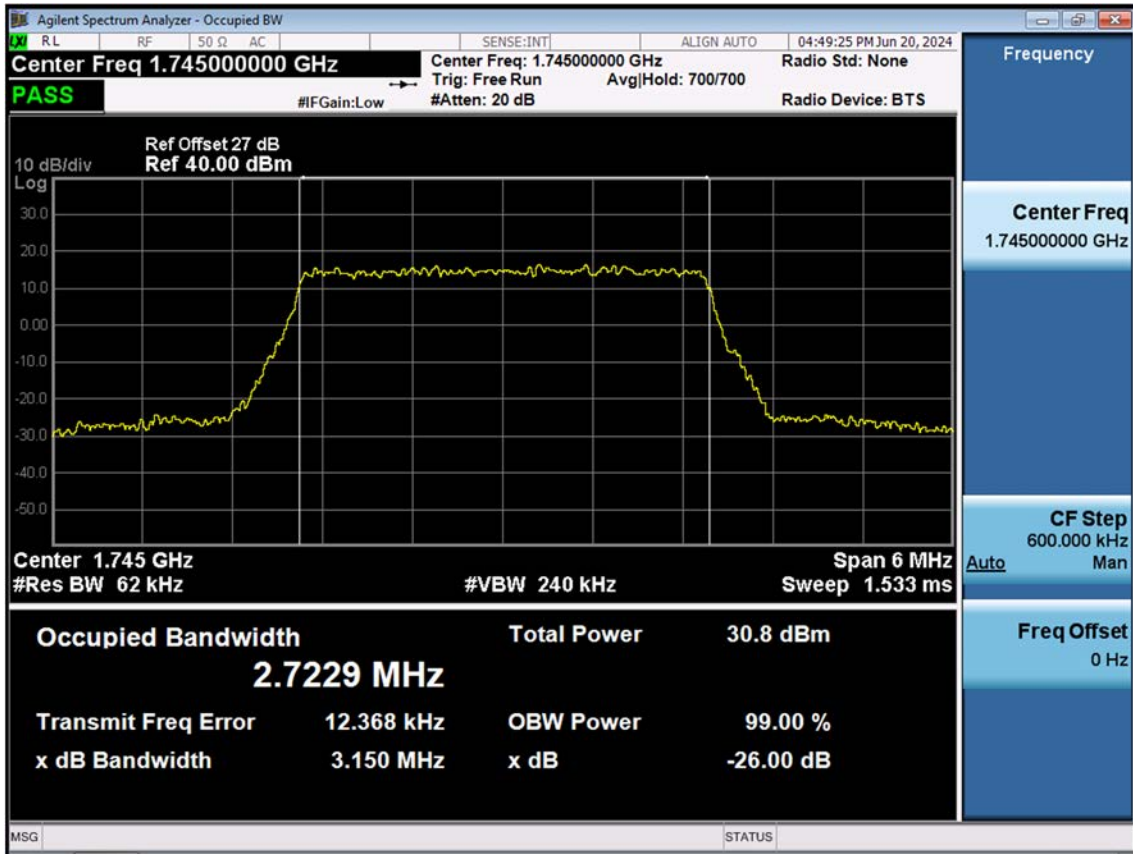 Agilent Spectrum Analyzer - Occupied BW
LXI RL RF 50 Ω AC SENSE:INT ALIGN AUTO 04:49:25 PM Jun 20, 2024
Center Freq 1.745000000 GHz
Center Freq: 1.745000000 GHz
Radio Std: None
Trig: Free Run Avg|Hold: 700/700
PASS
#IFGain:Low
#Atten: 20 dB
Radio Device: BTS
Ref Offset 27 dB
10 dB/div Ref 40.00 dBm
Log
30.0
20.0
10.0
0.00
-10.0
-20.0
-30.0
-40.0
-50.0
Center 1.745 GHz Span 6 MHz
#Res BW 62 kHz #VBW 240 kHz Sweep 1.533 ms
Occupied Bandwidth Total Power 30.8 dBm
2.7229 MHz
Transmit Freq Error 12.368 kHz OBW Power 99.00 %
x dB Bandwidth 3.150 MHz x dB -26.00 dB
MSG STATUS
Frequency
Center Freq
1.745000000 GHz
CF Step
600.000 kHz
Auto Man
Freq Offset
0 Hz